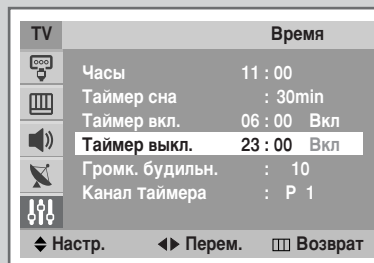 TV Время
Часы 11 : 00
Таймер сна : 30min
Таймер вкл. 06 : 00 Вкл
Таймер выкл. 23 : 00 Вкл
Громк. будильн. : 10
Канал таймера : P 1
Настр. Перем. Возврат